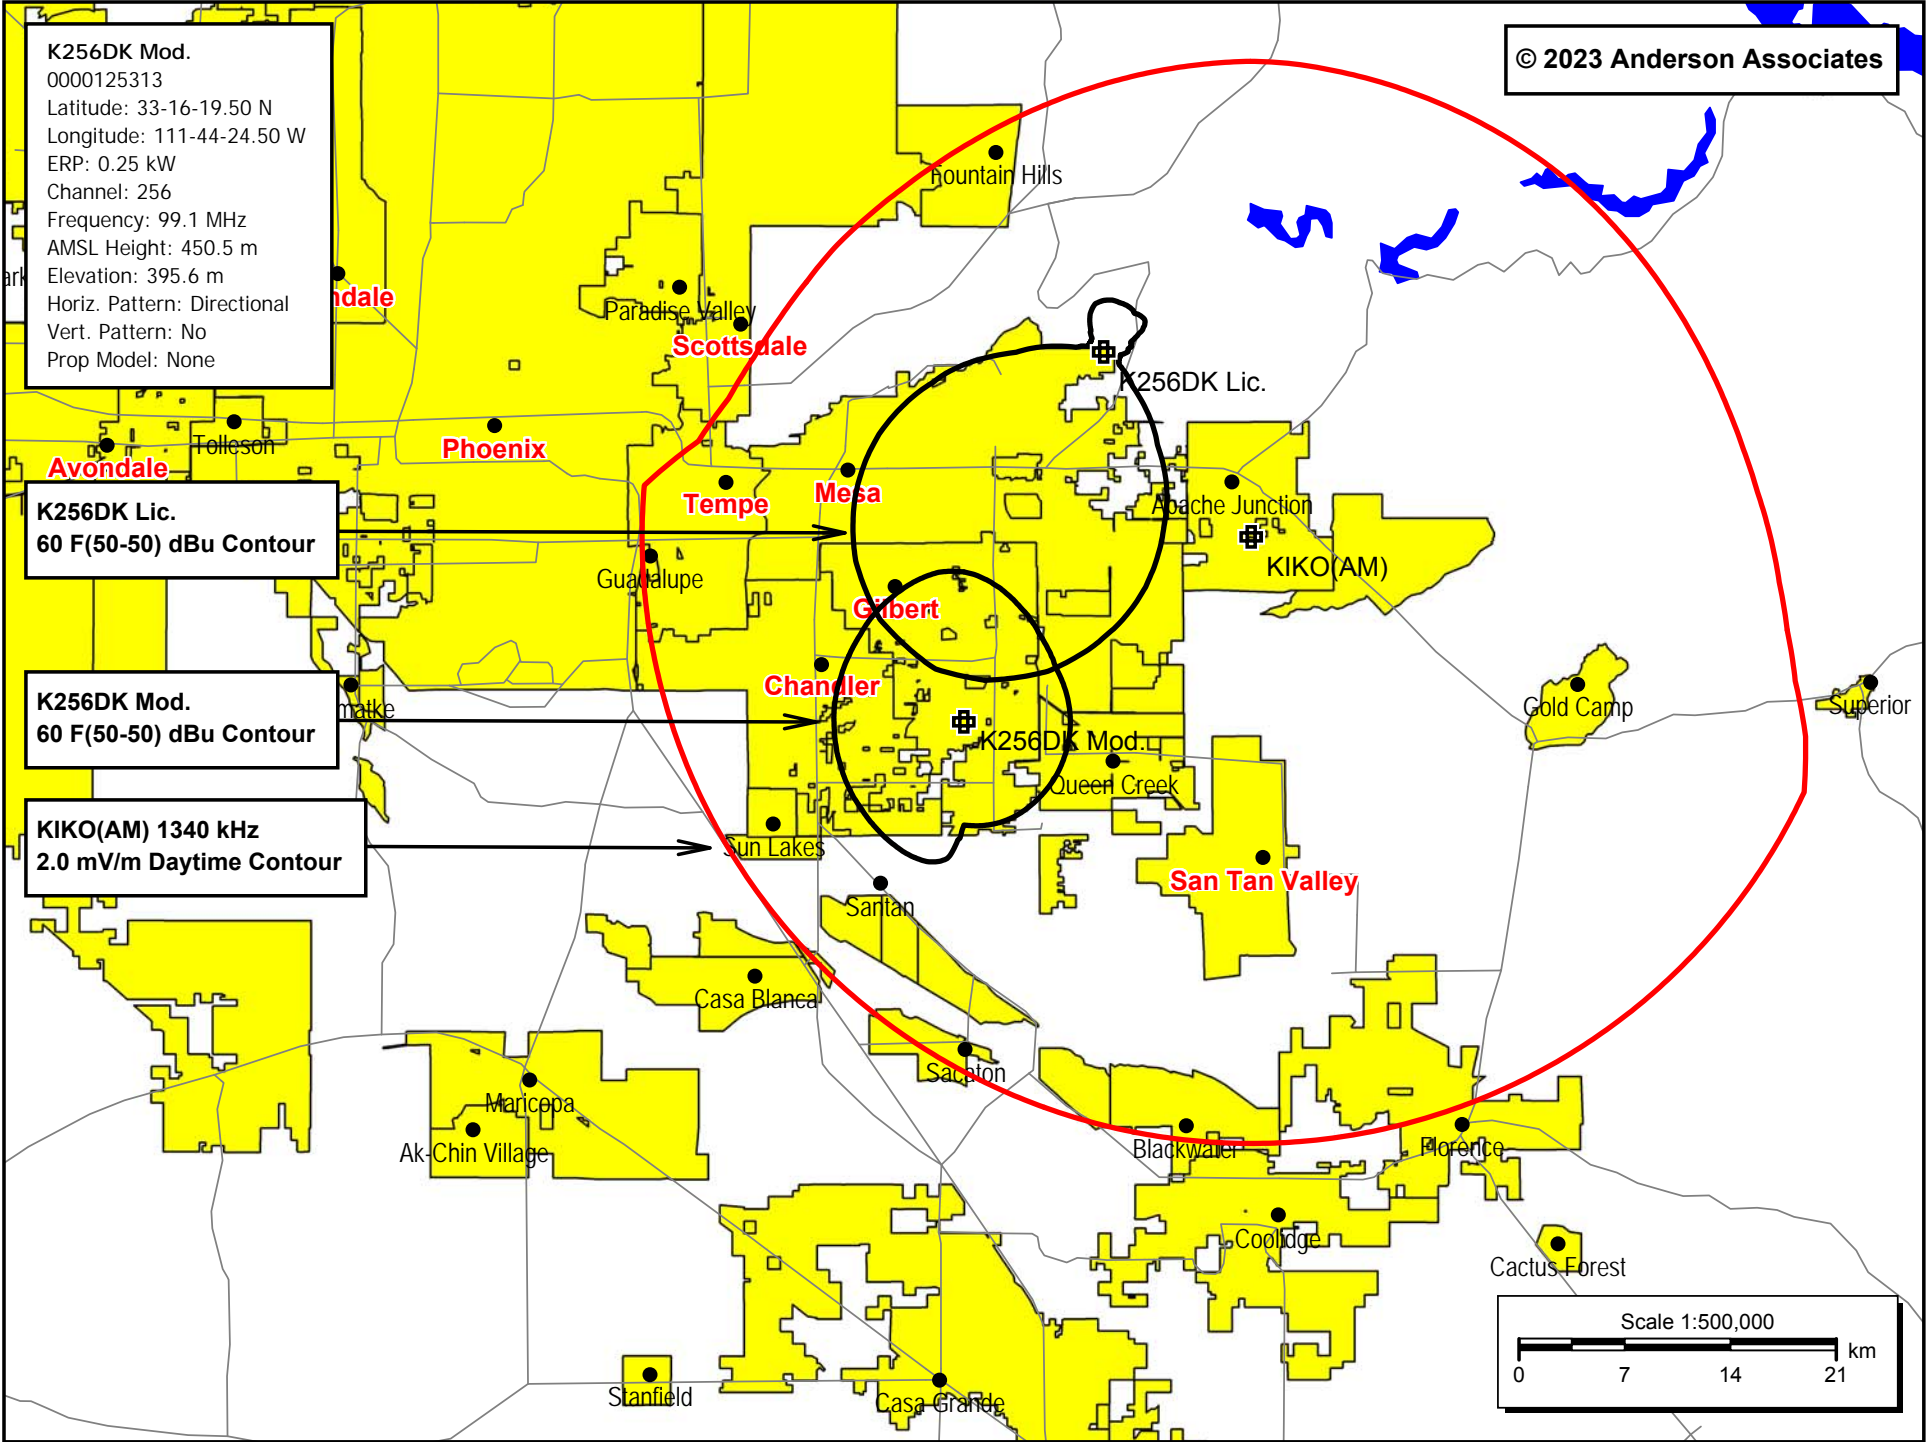 K256DK Mod.
0000125313
Latitude: 33-16-19.50 N
Longitude: 111-44-24.50 W
ERP: 0.25 kW
Channel: 256
Frequency: 99.1 MHz
AMSL Height: 450.5 m
Elevation: 395.6 m
Horiz. Pattern: Directional
Vert. Pattern: No
Prop Model: None
© 2023 Anderson Associates
Fountain Hills
ark
ndale
Paradise Valley
Scottsdale
K256DK Lic.
Tolleson
Phoenix
Avondale
Tempe
Mesa
Apache Junction
K256DK Lic.
60 F(50-50) dBu Contour
KIKO(AM)
Guadalupe
Gilbert
Chandler
K256DK Mod.
60 F(50-50) dBu Contour
matke
Gold Camp
Superior
K256DK Mod.
Queen Creek
KIKO(AM) 1340 kHz
2.0 mV/m Daytime Contour
Sun Lakes
San Tan Valley
Santan
Casa Blanca
Sacaton
Maricopa
Ak-Chin Village
Blackwater
Florence
Coolidge
Cactus Forest
Stanfield
Casa Grande
Scale 1:500,000
km
0 7 14 21